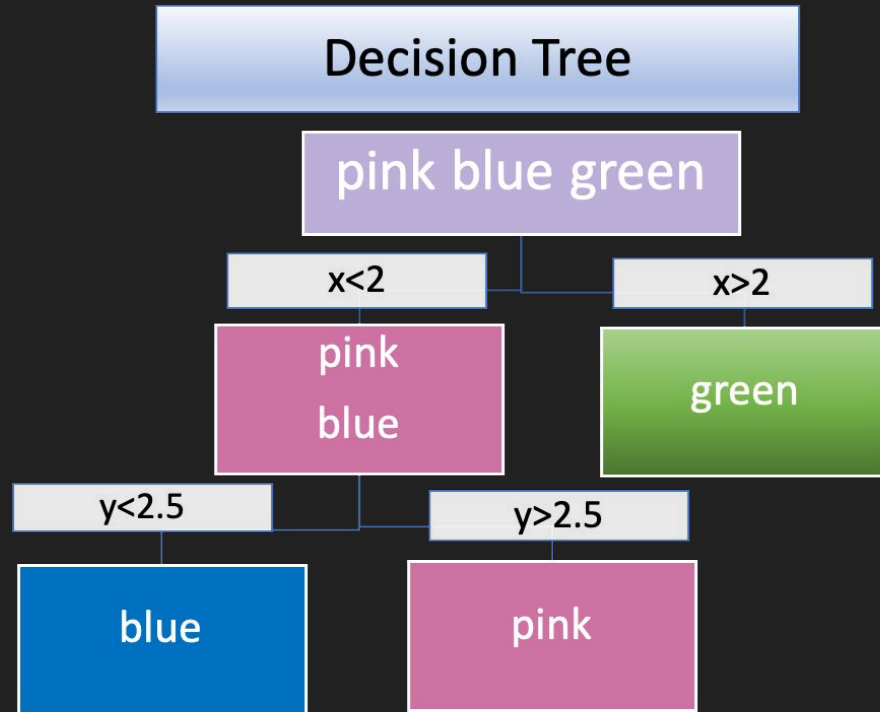 Decision Tree
pink blue green
x<2
x>2
pink
blue
green
y<2.5
y>2.5
blue
pink